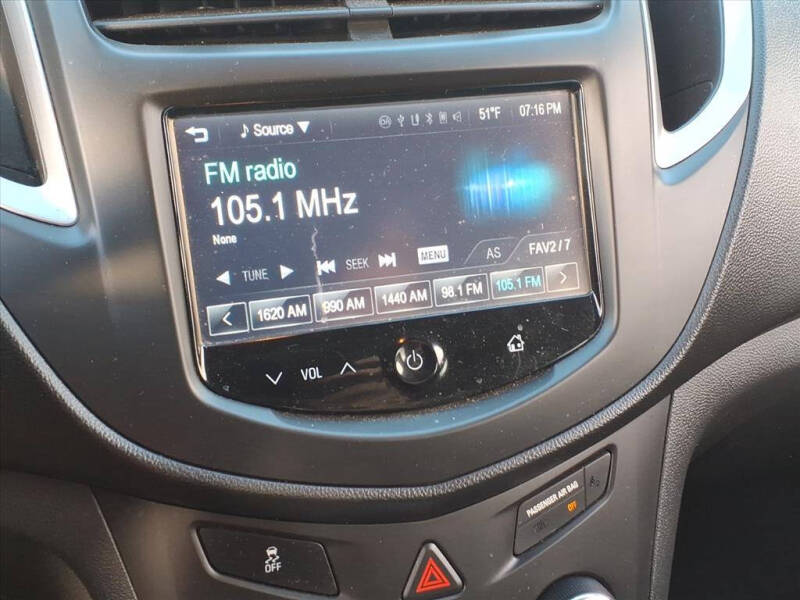 Source 51°F 07:16 PM
FM radio
105.1 MHz
None
TUNE SEEK MENU AS FAV2 / 7
1620 AM 990 AM 1440 AM 98.1 FM 105.1 FM
VOL
PASSENGER AIR BAG
OFF
OFF